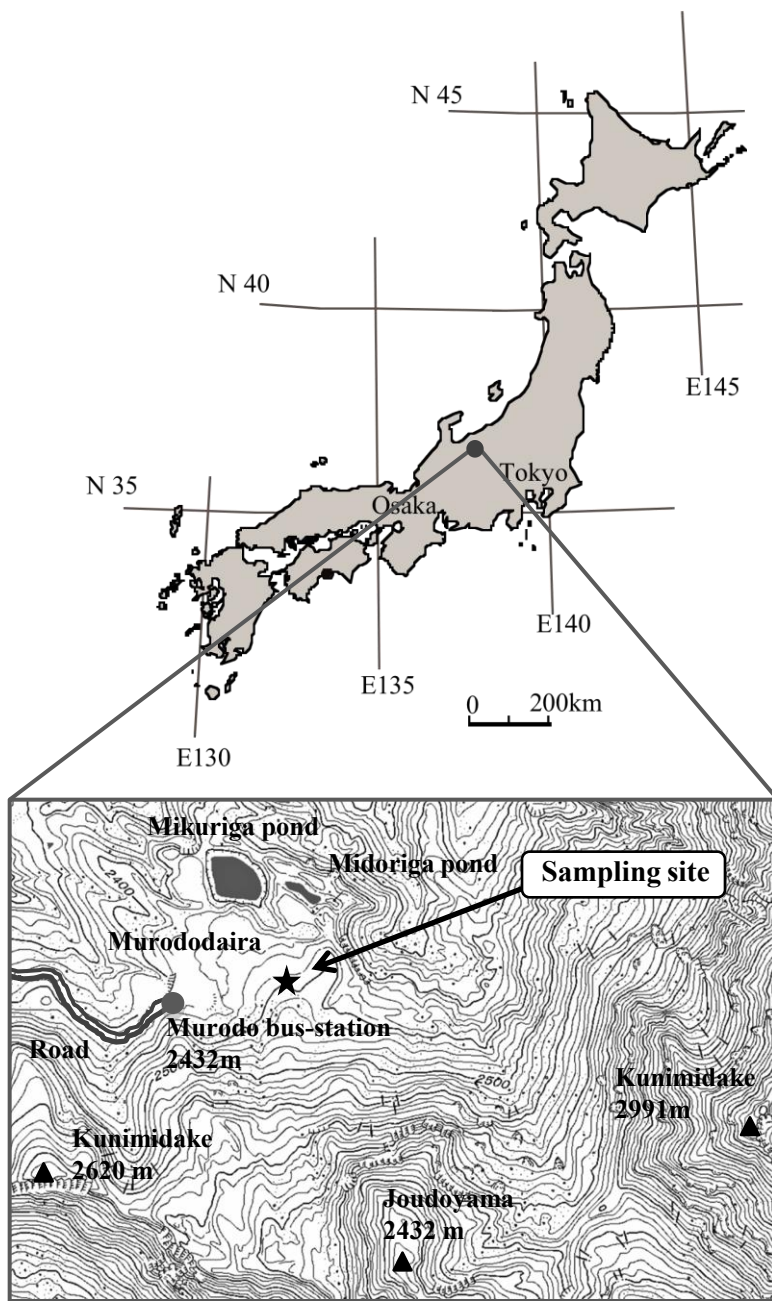 N 45
N 40
E145
N 35
Tokyo
Osaka
E140
E135
0 200km
E130
Mikuriga pond
Midoriga pond
Sampling site
2400
Murododaira
Murodo bus-station
2432m
Road
2500
2500
Kunimidake
2991m
Kunimidake
2620 m
Joudoyama
2432 m